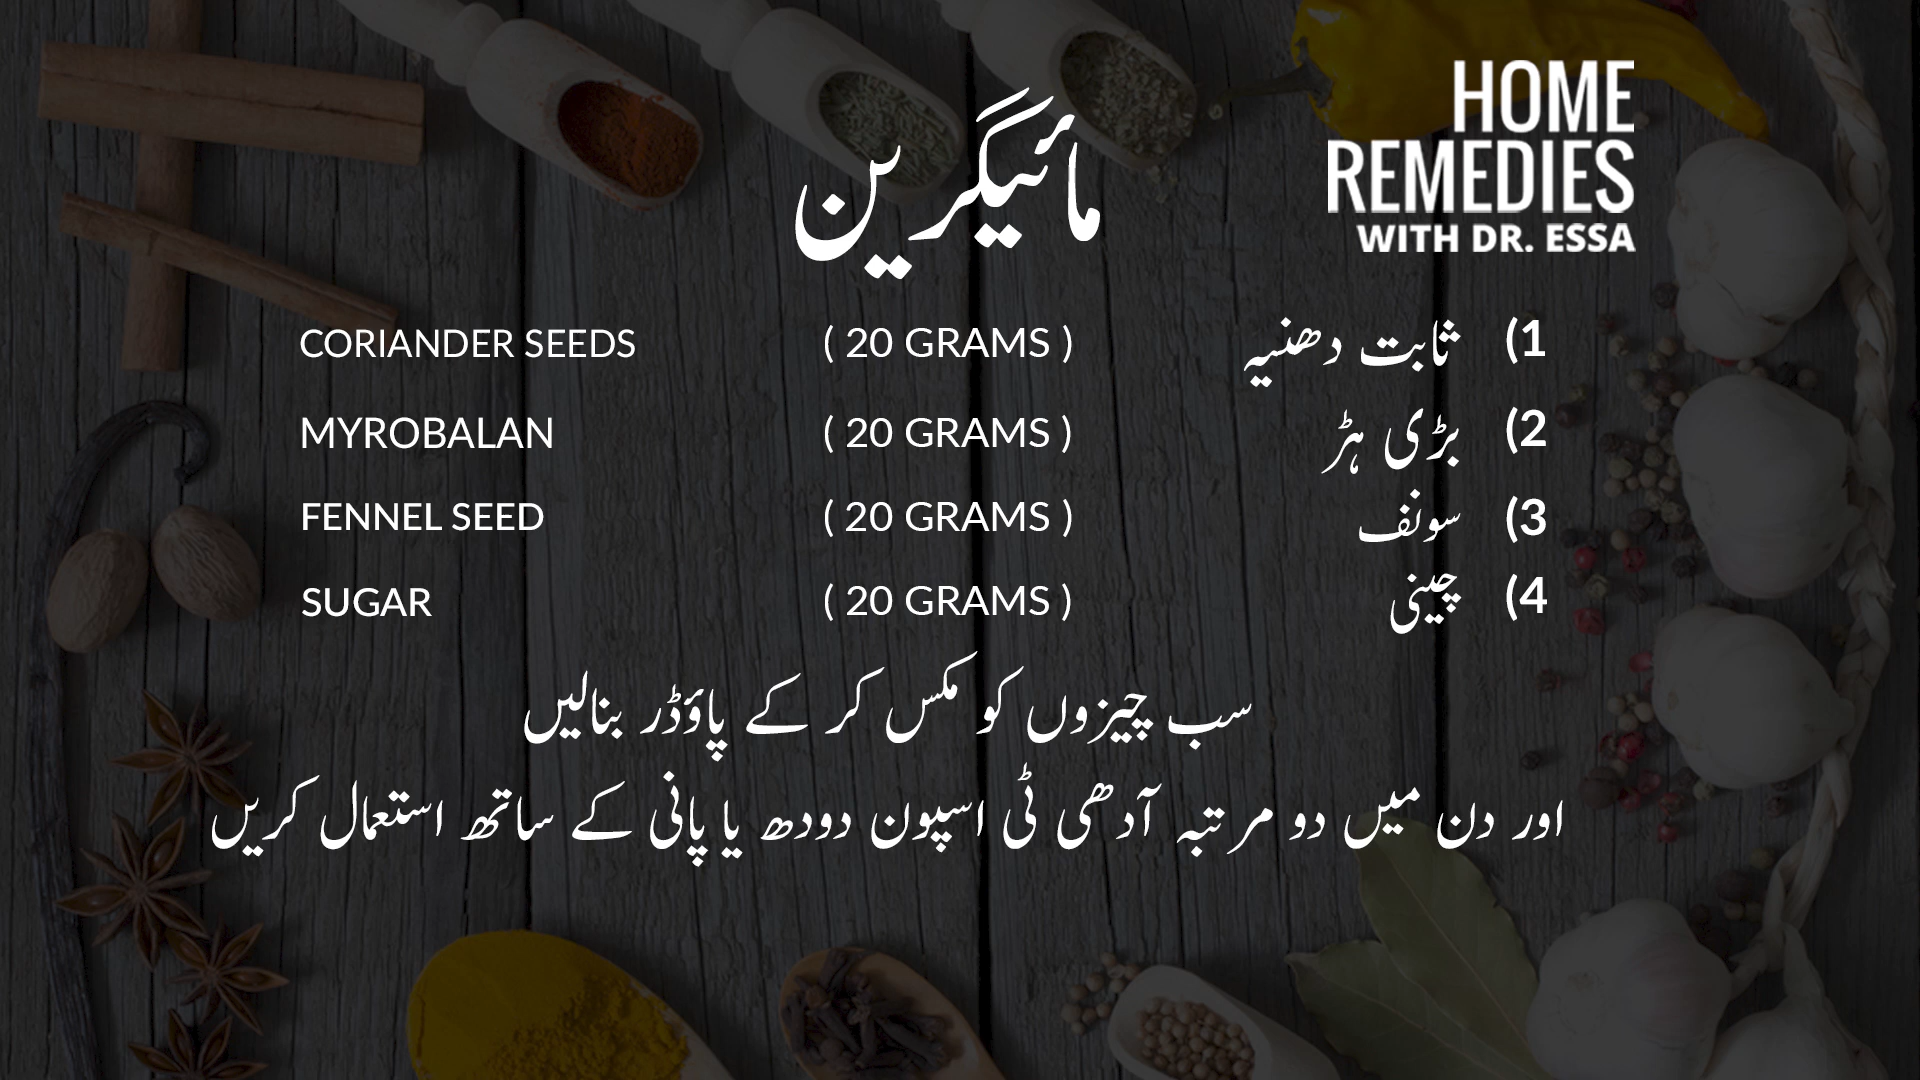 HOME
REMEDIES
WITH DR. ESSA
مائیگرین
1) ثابت دھنیہ ( 20 GRAMS ) CORIANDER SEEDS
2) بڑی ہڑ ( 20 GRAMS ) MYROBALAN
3) سونف ( 20 GRAMS ) FENNEL SEED
4) چینی ( 20 GRAMS ) SUGAR
سب چیزوں کو مکس کر کے پاؤڈر بنالیں
اور دن میں دو مرتبہ آدھی ٹی اسپون دودھ یا پانی کے ساتھ استعمال کریں